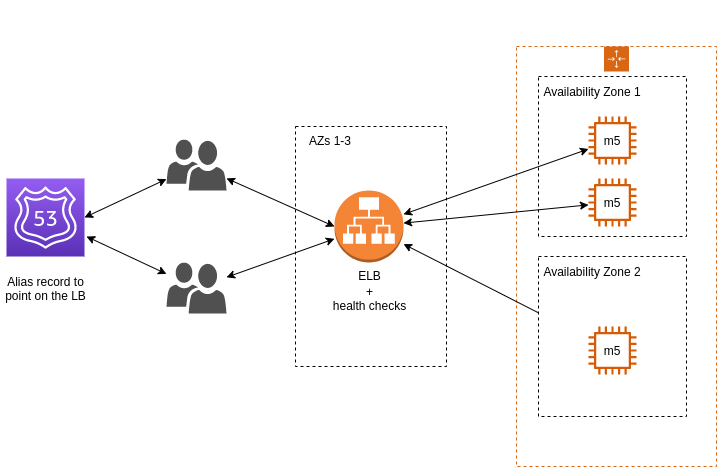 53
Alias record to
point on the LB
AZs 1-3
ELB
+
health checks
Availability Zone 1
m5
m5
Availability Zone 2
m5